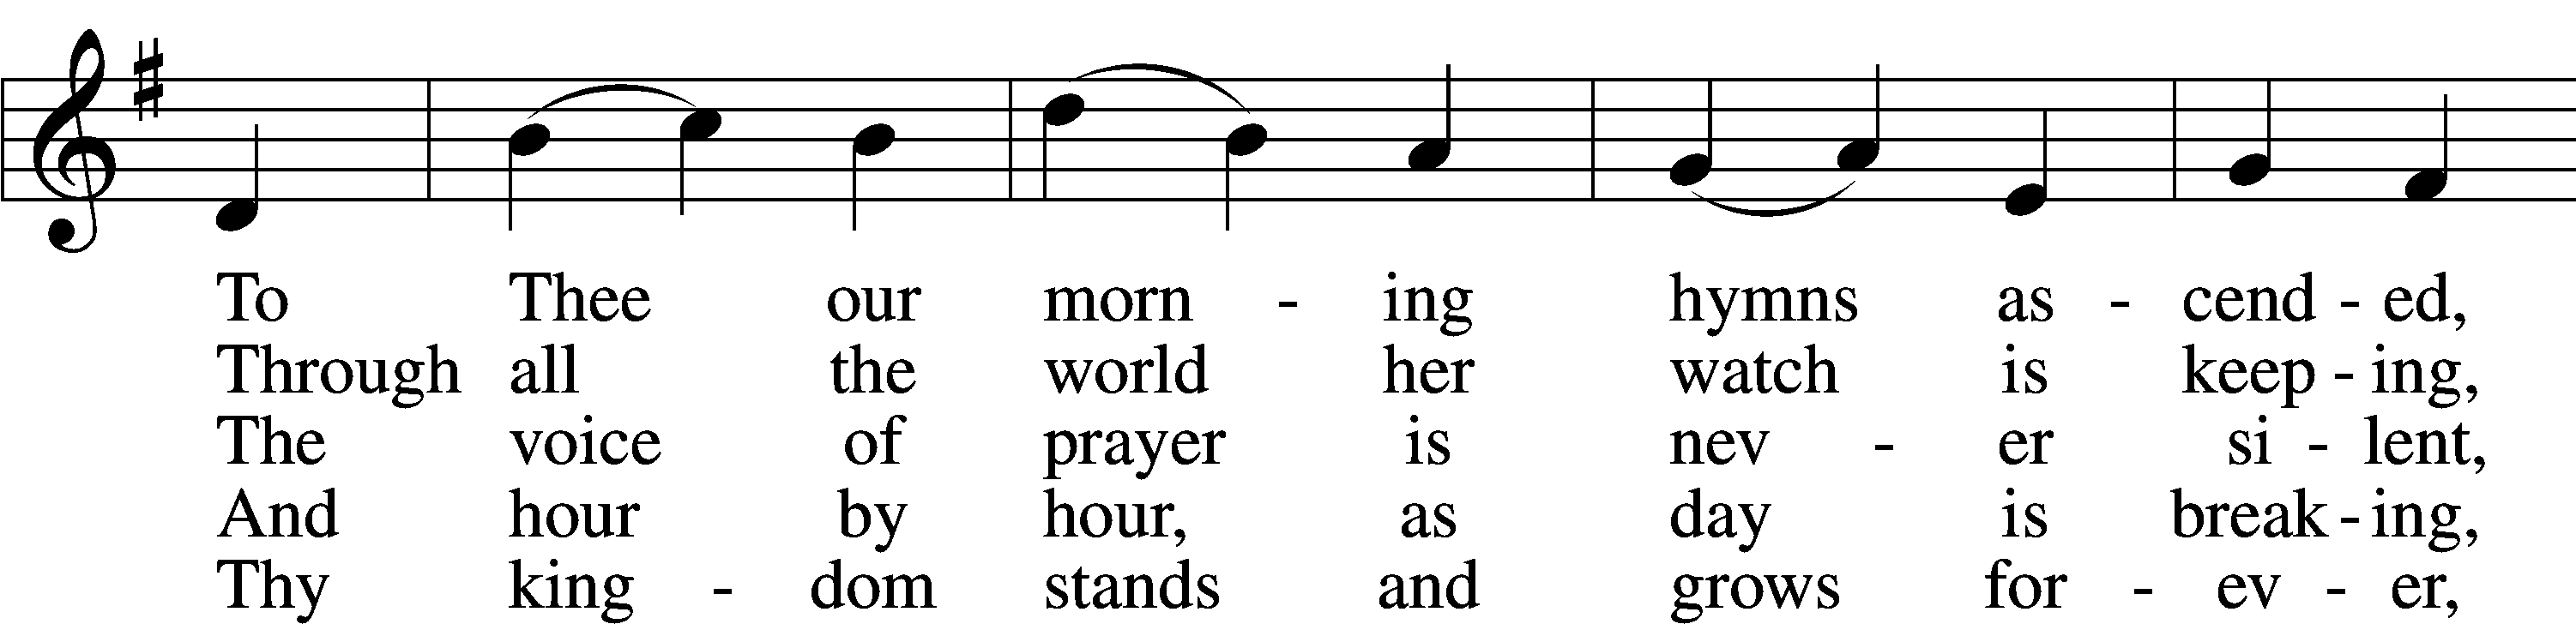 To Thee our morn - ing hymns as - cend - ed,
Through all the world her watch is keep - ing,
The voice of prayer is nev - er si - lent,
And hour by hour, as day is break - ing,
Thy king - dom stands and grows for - ev - er,